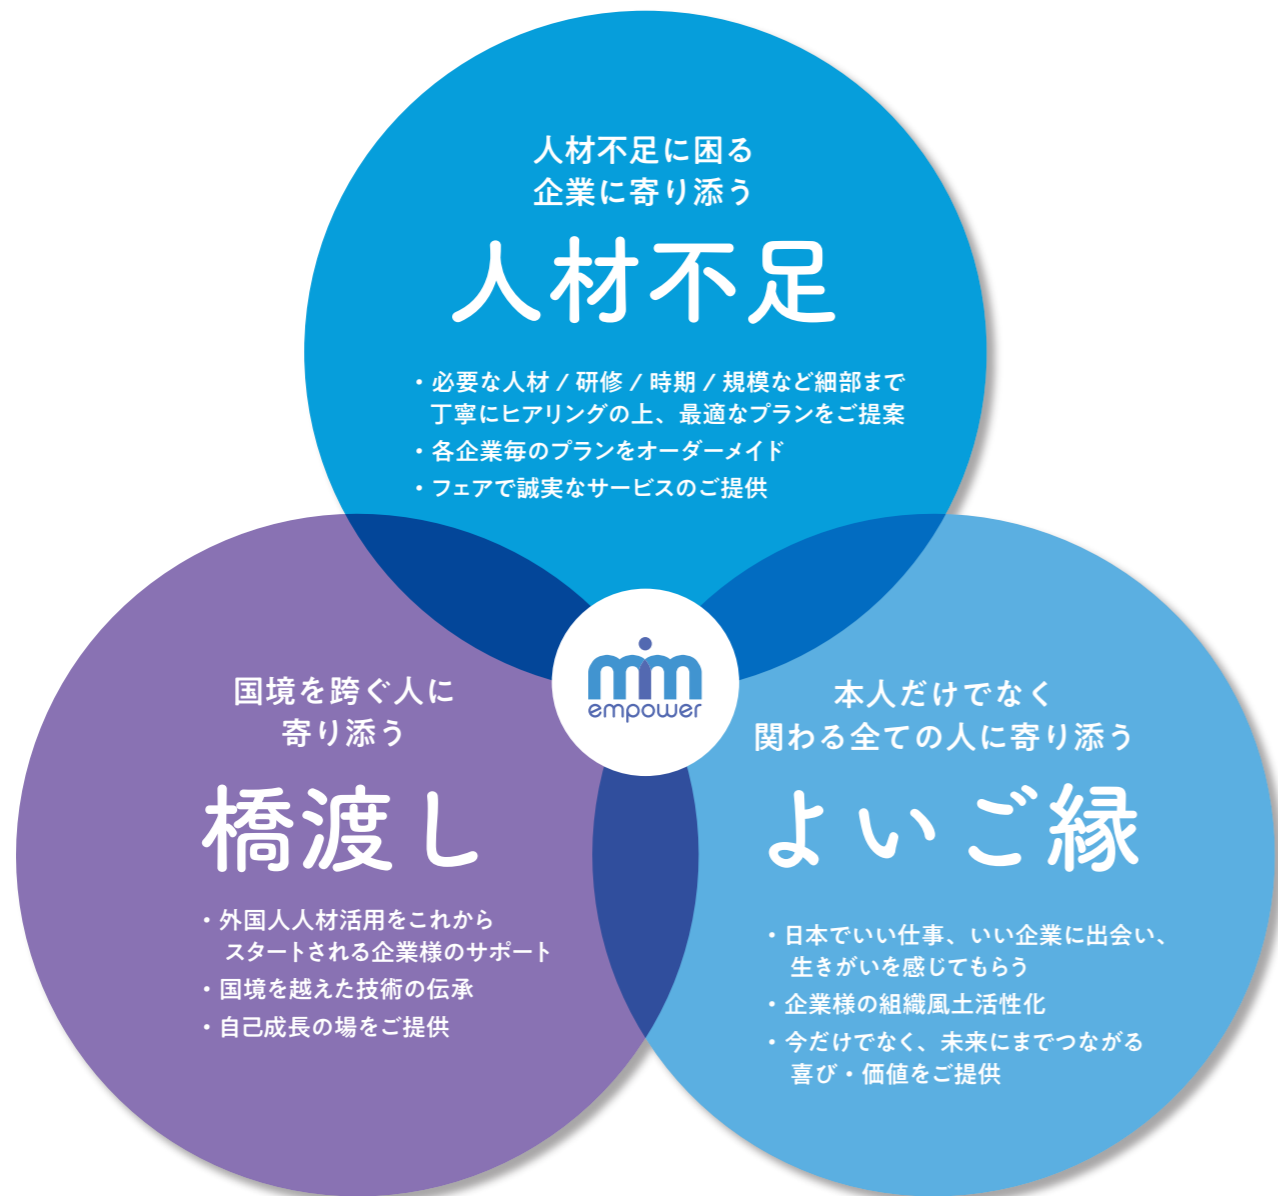 人材不足に困る
企業に寄り添う
人材不足
・必要な人材 / 研修 / 時期 / 規模など細部まで
丁寧にヒアリングの上、最適なプランをご提案
・各企業毎のプランをオーダーメイド
・フェアで誠実なサービスのご提供
mim
empower
国境を跨ぐ人に
寄り添う
橋渡し
・外国人人材活用をこれから
スタートされる企業様のサポート
・国境を越えた技術の伝承
・自己成長の場をご提供
本人だけでなく
関わる全ての人に寄り添う
よいご縁
・日本でいい仕事、いい企業に出会い、
生きがいを感じてもらう
・企業様の組織風土活性化
・今だけでなく、未来にまでつながる
喜び・価値をご提供